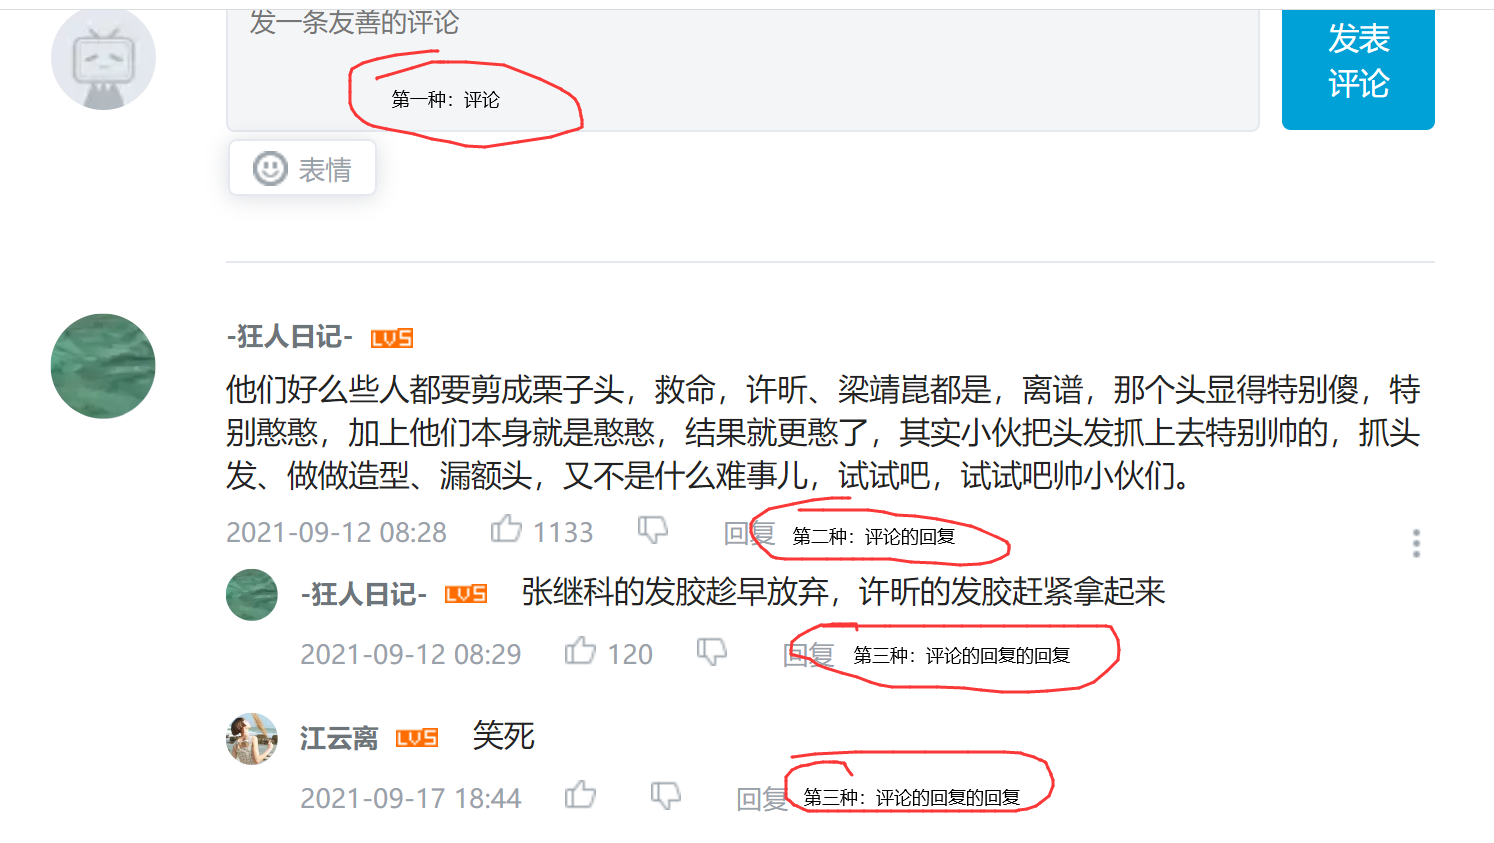 发一条友善的评论
发表
评论
第一种：评论
表情
-狂人日记- LV5
他们好么些人都要剪成栗子头，救命，许昕、梁靖崑都是，离谱，那个头显得特别傻，特
别憨憨，加上他们本身就是憨憨，结果就更憨了，其实小伙把头发抓上去特别帅的，抓头
发、做做造型、漏额头，又不是什么难事儿，试试吧，试试吧帅小伙们。
2021-09-12 08:28 1133 回复 第二种：评论的回复
-狂人日记- LV5 张继科的发胶趁早放弃，许昕的发胶赶紧拿起来
2021-09-12 08:29 120 回复 第三种：评论的回复的回复
江云离 LV5 笑死
2021-09-17 18:44 回复 第三种：评论的回复的回复